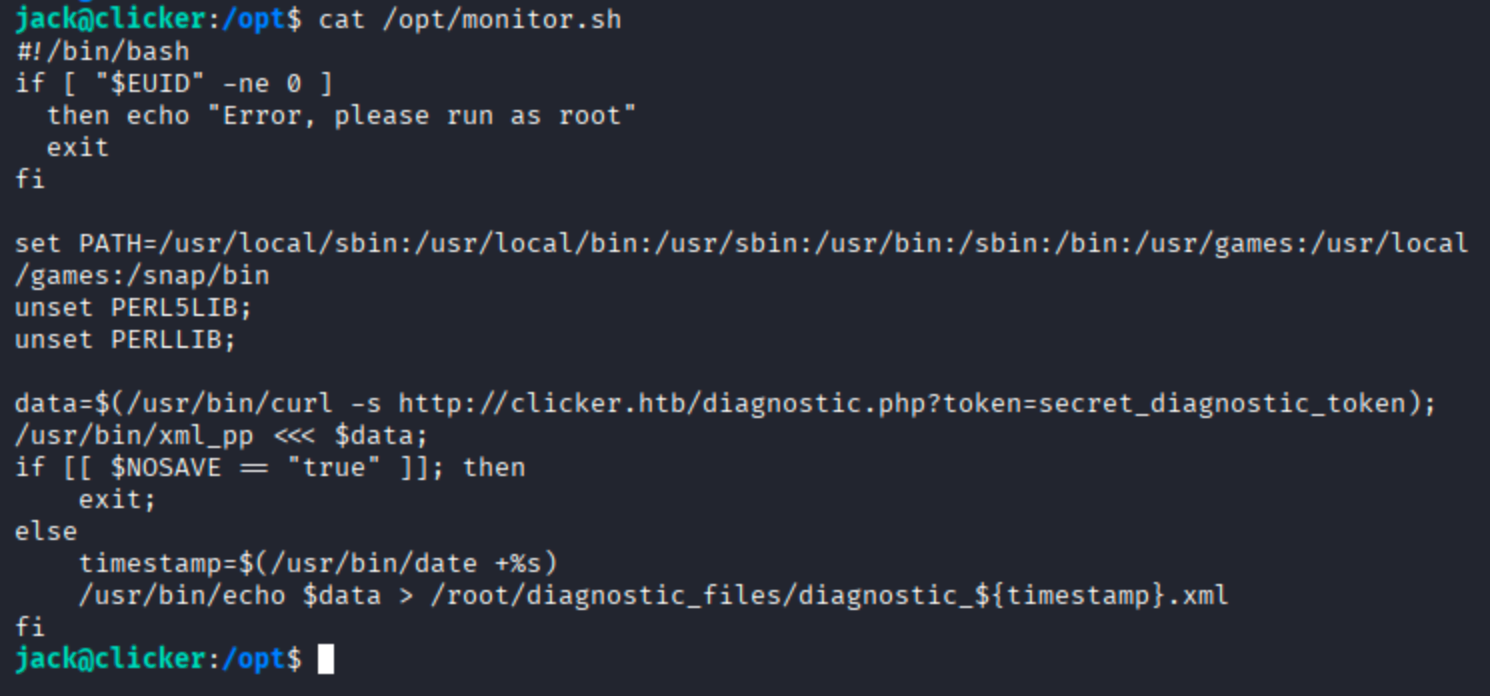 jack@clicker:/opt$ cat /opt/monitor.sh
#!/bin/bash
if [ "$EUID" -ne 0 ]
  then echo "Error, please run as root"
  exit
fi

set PATH=/usr/local/sbin:/usr/local/bin:/usr/sbin:/usr/bin:/sbin:/bin:/usr/games:/usr/local
/games:/snap/bin
unset PERL5LIB;
unset PERLLIB;

data=$(/usr/bin/curl -s http://clicker.htb/diagnostic.php?token=secret_diagnostic_token);
/usr/bin/xml_pp <<< $data;
if [[ $NOSAVE == "true" ]]; then
    exit;
else
    timestamp=$(/usr/bin/date +%s)
    /usr/bin/echo $data > /root/diagnostic_files/diagnostic_${timestamp}.xml
fi
jack@clicker:/opt$